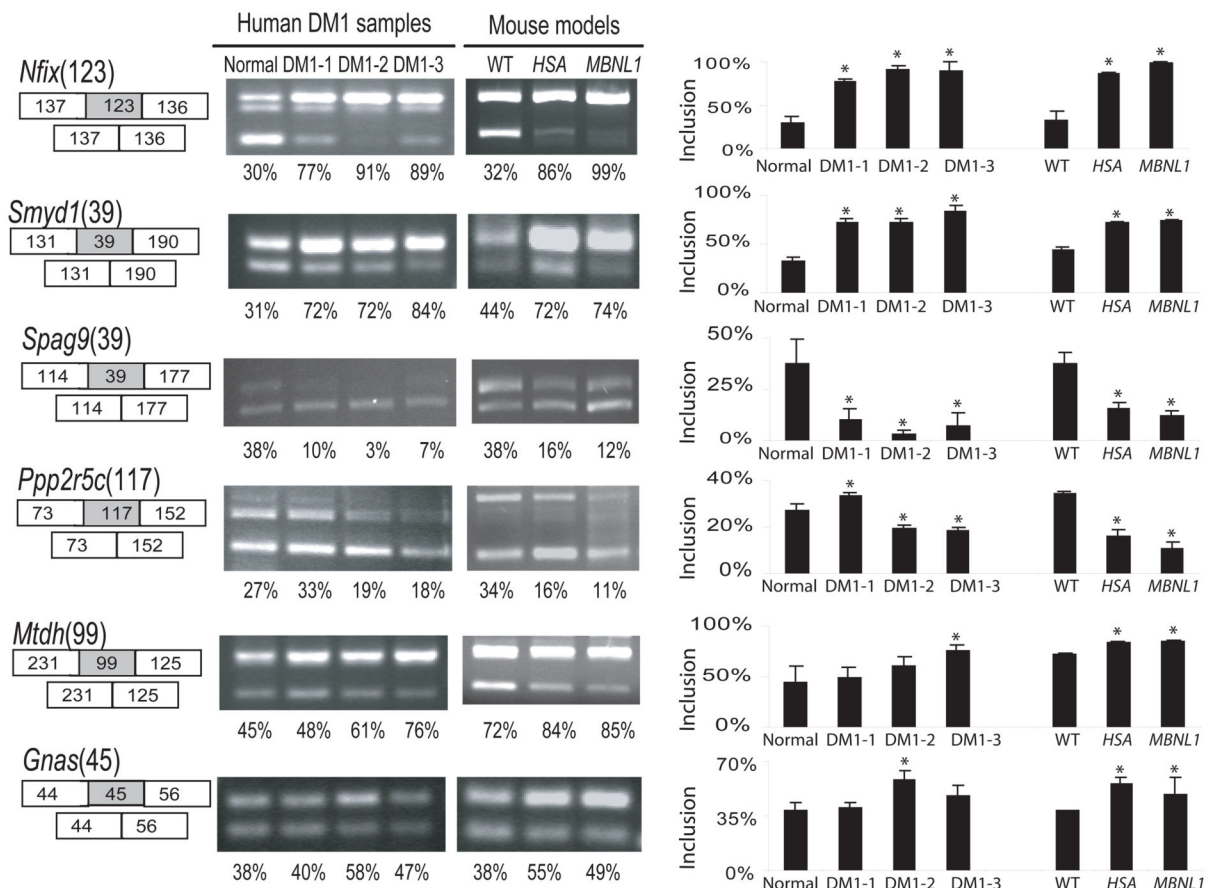 Human DM1 samples Mouse models
Normal DM1-1 DM1-2 DM1-3 WT HSA MBNL1
Nfix(123)
137 123 136
137 136
30% 77% 91% 89% 32% 86% 99%
Inclusion
100%
50%
0%
* * * * *
Normal DM1-1 DM1-2 DM1-3 WT HSA MBNL1
Smyd1(39)
131 39 190
131 190
31% 72% 72% 84% 44% 72% 74%
Inclusion
100%
50%
0%
* * * * *
Normal DM1-1 DM1-2 DM1-3 WT HSA MBNL1
Spag9(39)
114 39 177
114 177
38% 10% 3% 7% 38% 16% 12%
Inclusion
50%
25%
0%
* * * * *
Normal DM1-1 DM1-2 DM1-3 WT HSA MBNL1
Ppp2r5c(117)
73 117 152
73 152
27% 33% 19% 18% 34% 16% 11%
Inclusion
40%
20%
0%
* * * * *
Normal DM1-1 DM1-2 DM1-3 WT HSA MBNL1
Mtdh(99)
231 99 125
231 125
45% 48% 61% 76% 72% 84% 85%
Inclusion
100%
50%
0%
* * *
Normal DM1-1 DM1-2 DM1-3 WT HSA MBNL1
Gnas(45)
44 45 56
44 56
38% 40% 58% 47% 38% 55% 49%
Inclusion
70%
35%
0%
* * *
Normal DM1-1 DM1-2 DM1-3 WT HSA MBNL1